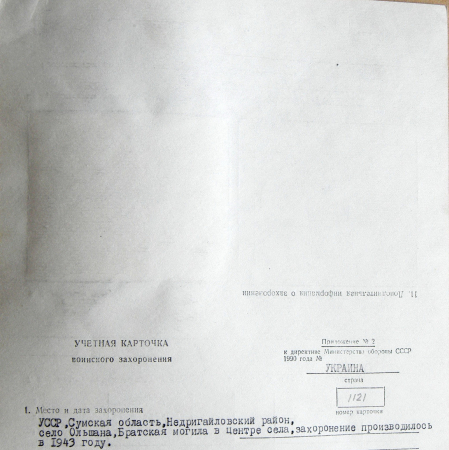 11. Дополнительная информация о захоронении
УЧЕТНАЯ КАРТОЧКА
воинского захоронения
Приложение № 2
к директиве Министерства обороны СССР
1990 года №
УКРАИНА
страна
1121
номер карточки
1. Место и дата захоронения
УССР,Сумская область,Недригайловский район,
село Ольшана,Братская могила в центре села,захоронение производилось
в 1943 году.